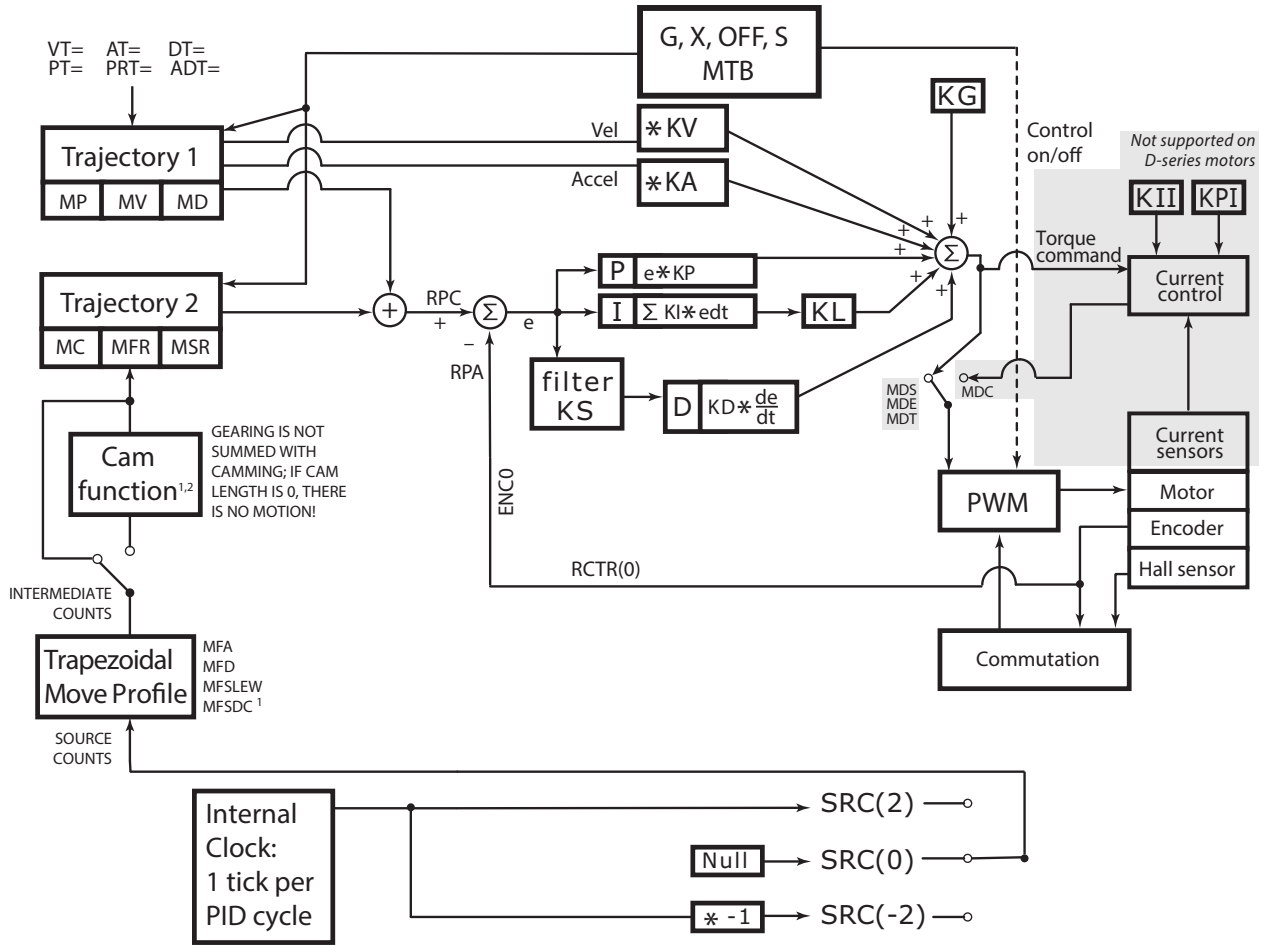 VT= AT= DT=
PT= PRT= ADT=
G, X, OFF, S
MTB
KG
Trajectory 1
MP MV MD
Vel
*KV
Accel
*KA
Control
on/off
Not supported on
D-series motors
KII KPI
Torque
command
Current
control
+
+
+
+
+
+
Σ
Trajectory 2
MC MFR MSR
+
RPC
+
Σ
−
RPA
e
P e*KP
I Σ KI*edt
KL
filter
KS
D KD* de
dt
MDS
MDE
MDT
MDC
Current
sensors
Motor
Encoder
Hall sensor
PWM
Cam
function1,2
GEARING IS NOT
SUMMED WITH
CAMMING; IF CAM
LENGTH IS 0, THERE
IS NO MOTION!
ENC0
RCTR(0)
INTERMEDIATE
COUNTS
Commutation
Trapezoidal
Move Profile
MFA
MFD
MFSLEW
MFSDC 1
SOURCE
COUNTS
Internal
Clock:
1 tick per
PID cycle
SRC(2)
Null
SRC(0)
* -1
SRC(-2)